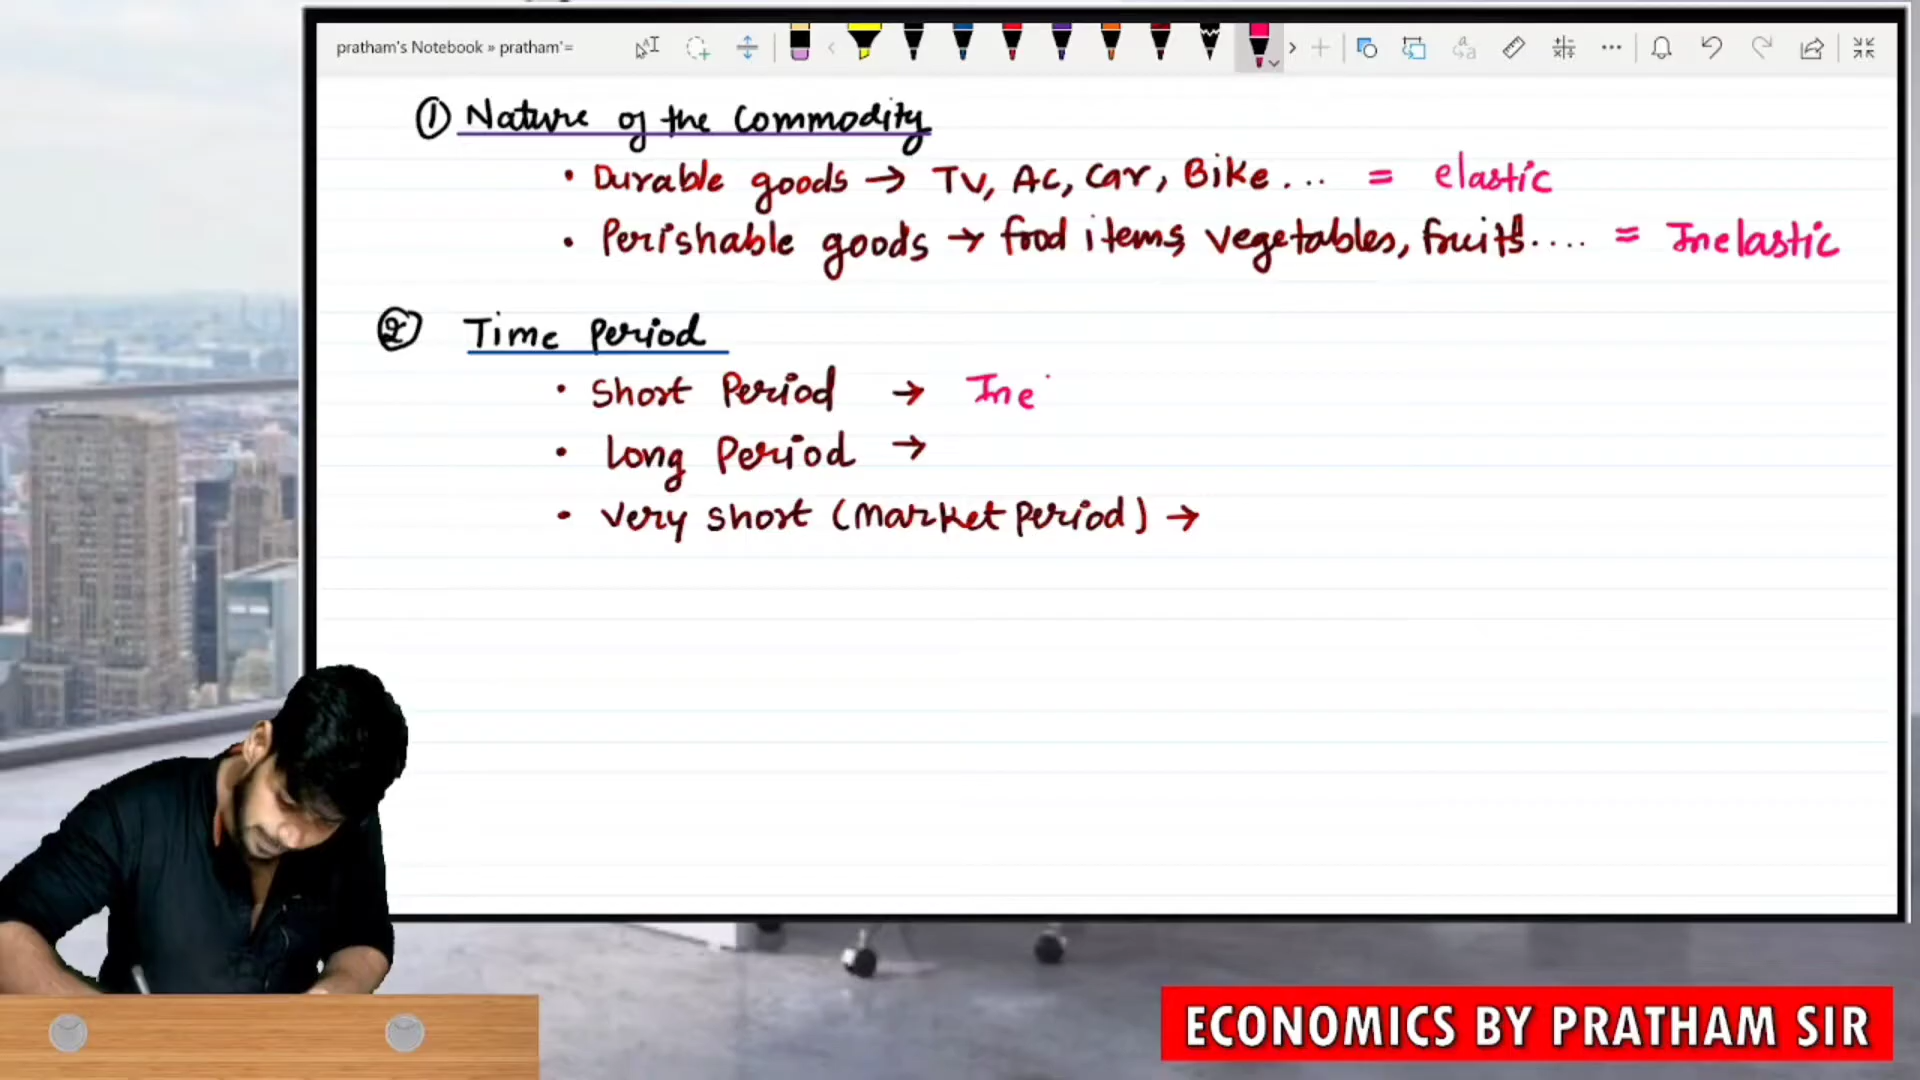 pratham's Notebook » pratham'=
① Nature of the Commodity
• Durable goods → TV, AC, Car, Bike... = elastic
• Perishable goods → food items, vegetables, fruits.... = Inelastic
② Time Period
• Short Period → Ine
• Long Period →
• Very short (Market Period) →
ECONOMICS BY PRATHAM SIR